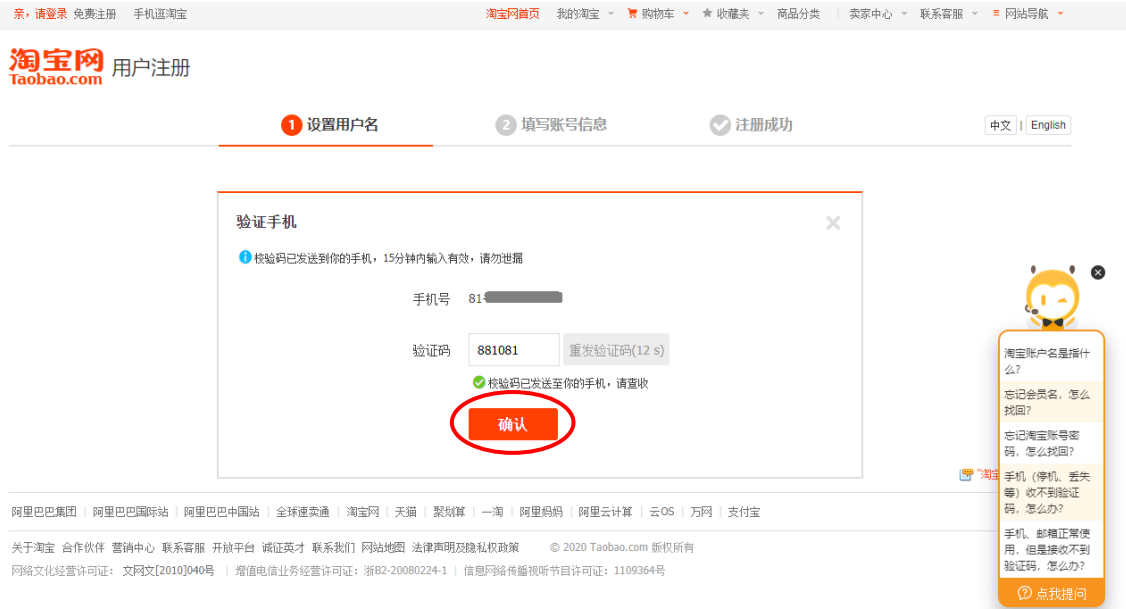 亲，请登录 免费注册 手机逛淘宝 淘宝网首页 我的淘宝 购物车 收藏夹 商品分类 | 卖家中心 联系客服 网站导航
淘宝网
Taobao.com
用户注册
1 设置用户名 2 填写账号信息 注册成功 中文 | English
验证手机
校验码已发送到你的手机，15分钟内输入有效，请勿泄漏
手机号 81
验证码 881081 重发验证码(12 s)
校验码已发送至你的手机，请查收
确认
淘宝账户名是指什
么?
忘记会员名，怎么
找回?
忘记淘宝账号密
码，怎么找回?
手机（停机、丢失
等）收不到验证
码，怎么办?
手机、邮箱正常使
用，但是接收不到
验证码，怎么办?
点我提问
"淘宝
阿里巴巴集团 | 阿里巴巴国际站 | 阿里巴巴中国站 | 全球速卖通 | 淘宝网 | 天猫 | 聚划算 | 一淘 | 阿里妈妈 | 阿里云计算 | 云OS | 万网 | 支付宝
关于淘宝 合作伙伴 营销中心 联系客服 开放平台 诚征英才 联系我们 网站地图 法律声明及隐私权政策 © 2020 Taobao.com 版权所有
网络文化经营许可证： 文网文[2010]040号 | 增值电信业务经营许可证： 浙B2-20080224-1 | 信息网络传播视听节目许可证：1109364号